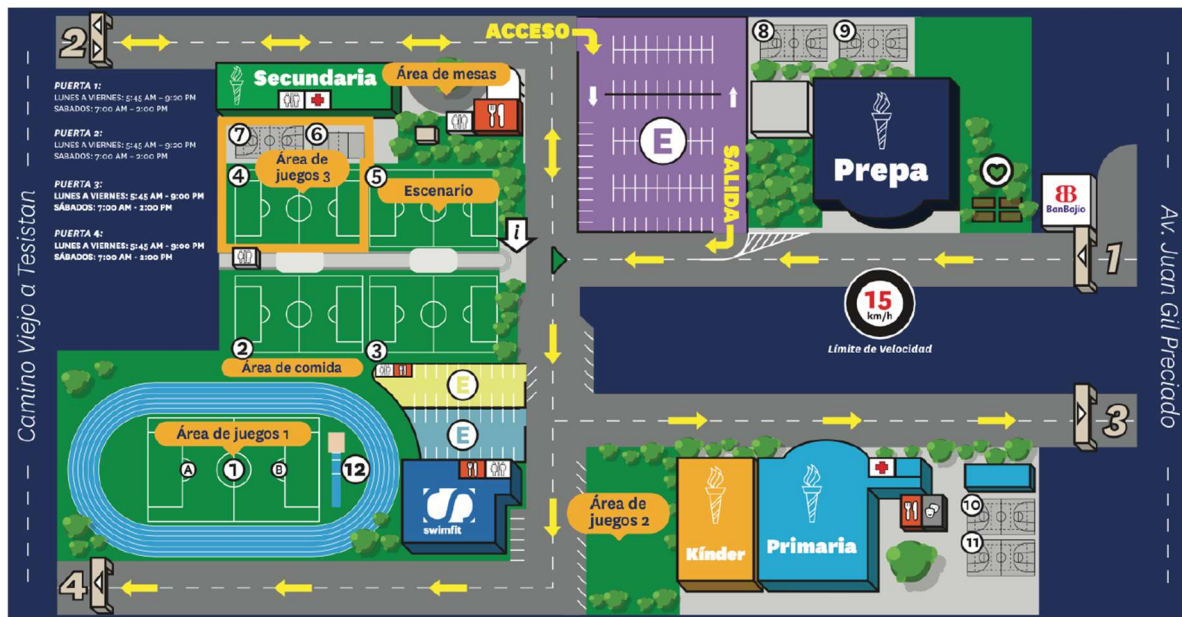 2
ACCESO
8
9
Secundaria
Área de mesas
PUERTA 1:
LUNES A VIERNES: 5:45 AM – 9:20 PM
SABADOS: 7:00 AM – 2:00 PM
PUERTA 2:
LUNES A VIERNES: 5:45 AM – 9:20 PM
SABADOS: 7:00 AM – 2:00 PM
PUERTA 3:
LUNES A VIERNES: 5:45 AM – 9:00 PM
SÁBADOS: 7:00 AM - 2:00 PM
PUERTA 4:
LUNES A VIERNES: 5:45 AM – 9:00 PM
SÁBADOS: 7:00 AM - 2:00 PM
7
6
Área de
juegos 3
4
5
Escenario
E
SALIDA
Prepa
BanBajío
i
1
15
km/h
Límite de Velocidad
Camino Viejo a Tesistan
Av. Juan Gil Preciado
2
3
Área de comida
E
E
3
Área de juegos 1
A
1
B
12
swimfit
Área de
juegos 2
Kínder
Primaria
10
11
4